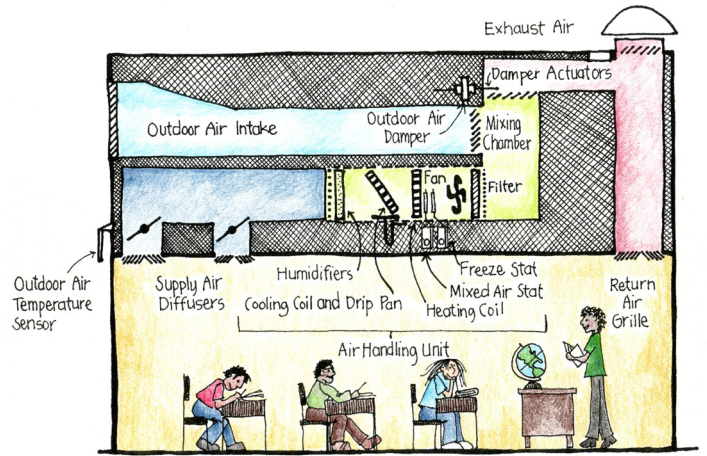 Exhaust Air
Damper Actuators
Outdoor Air Intake
Outdoor Air
Damper
Mixing
Chamber
Fan
Filter
Outdoor Air
Temperature
Sensor
Supply Air
Diffusers
Humidifiers
Cooling Coil and Drip Pan
Freeze Stat
Mixed Air Stat
Heating Coil
Return
Air
Grille
Air Handling Unit